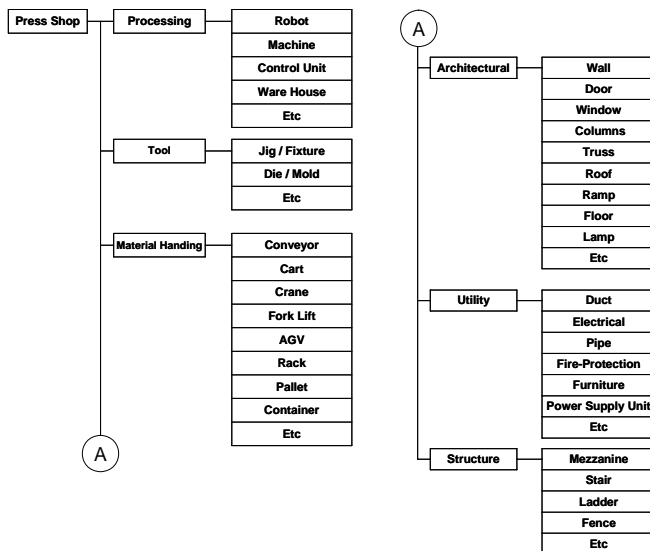 Press Shop
Processing
Robot
Machine
Control Unit
Ware House
Etc
Tool
Jig / Fixture
Die / Mold
Etc
Material Handing
Conveyor
Cart
Crane
Fork Lift
AGV
Rack
Pallet
Container
Etc
A
A
Architectural
Wall
Door
Window
Columns
Truss
Roof
Ramp
Floor
Lamp
Etc
Utility
Duct
Electrical
Pipe
Fire-Protection
Furniture
Power Supply Unit
Etc
Structure
Mezzanine
Stair
Ladder
Fence
Etc